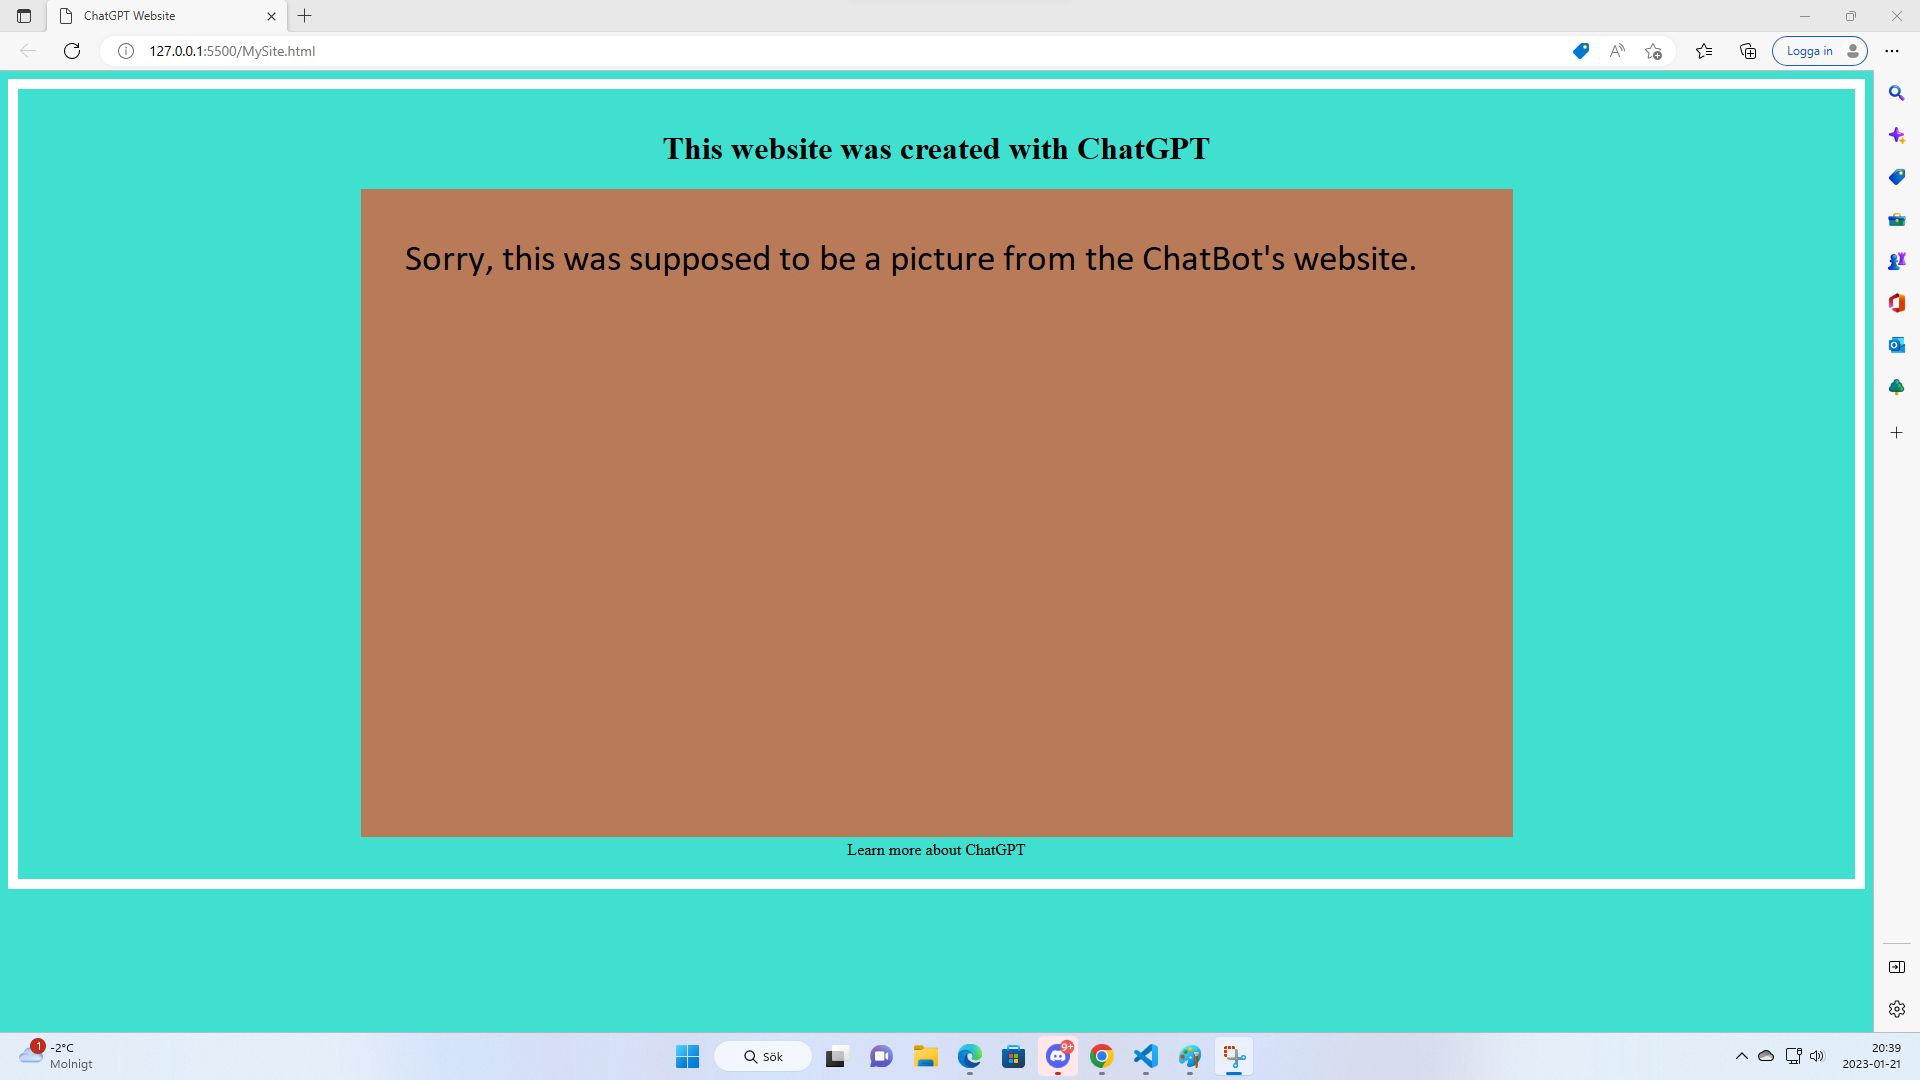 ChatGPT Website
127.0.0.1:5500/MySite.html
Logga in
This website was created with ChatGPT
Sorry, this was supposed to be a picture from the ChatBot's website.
Learn more about ChatGPT
1
-2°C
Molnigt
Sök
9+
20:39
2023-01-21